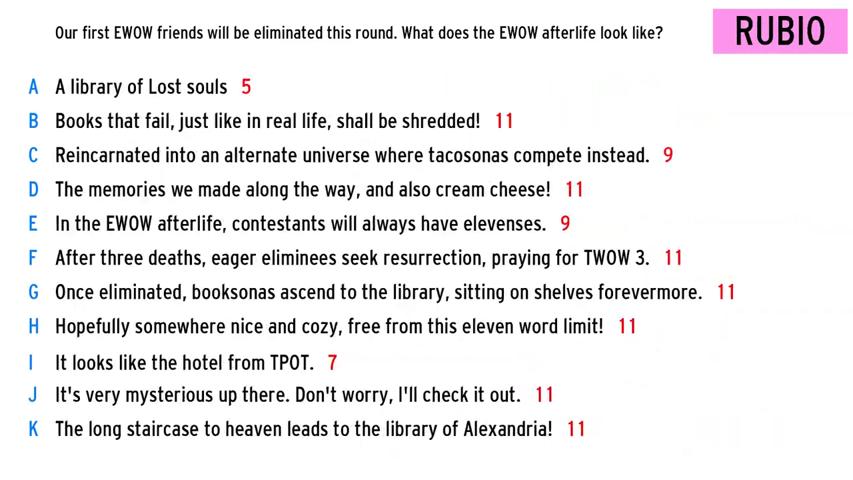 Our first EWOW friends will be eliminated this round. What does the EWOW afterlife look like?
RUBIO
A A library of Lost souls 5
B Books that fail, just like in real life, shall be shredded! 11
C Reincarnated into an alternate universe where tacosonas compete instead. 9
D The memories we made along the way, and also cream cheese! 11
E In the EWOW afterlife, contestants will always have elevenses. 9
F After three deaths, eager eliminees seek resurrection, praying for TWOW 3. 11
G Once eliminated, booksonas ascend to the library, sitting on shelves forevermore. 11
H Hopefully somewhere nice and cozy, free from this eleven word limit! 11
I It looks like the hotel from TPOT. 7
J It's very mysterious up there. Don't worry, I'll check it out. 11
K The long staircase to heaven leads to the library of Alexandria! 11